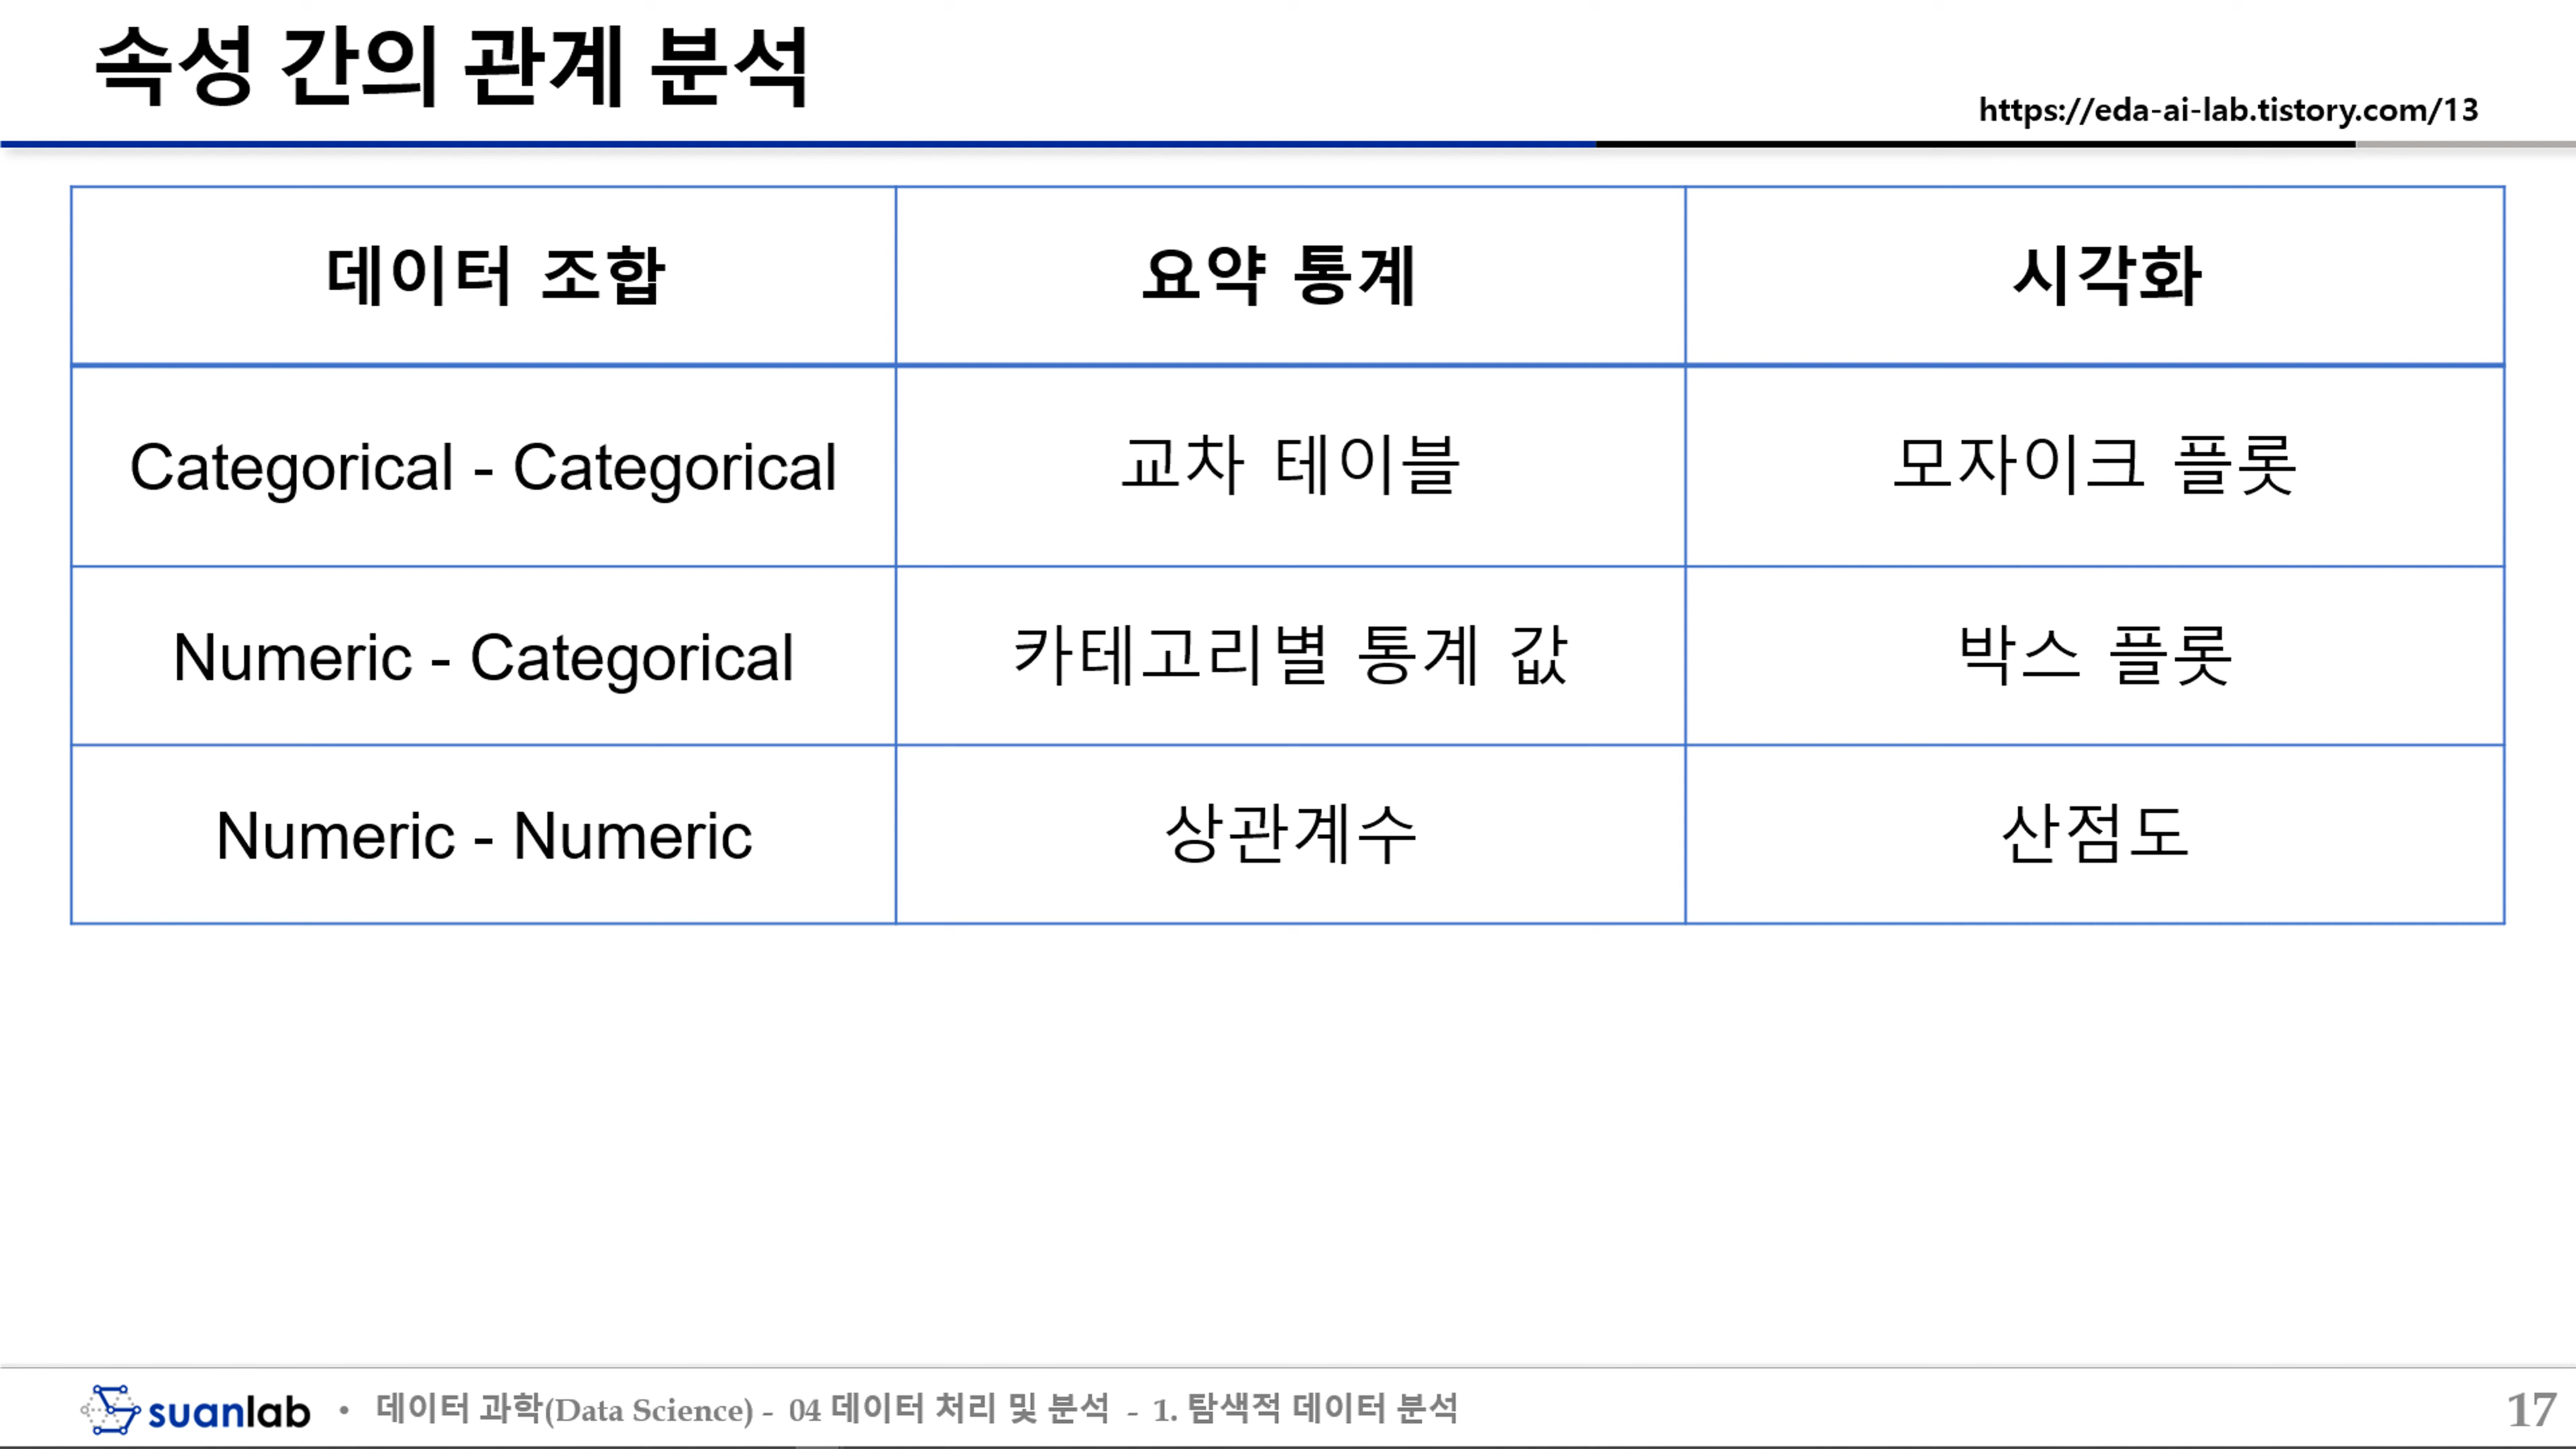 속성 간의 관계 분석
https://eda-ai-lab.tistory.com/13
데이터 조합 요약 통계 시각화
Categorical - Categorical 교차 테이블 모자이크 플롯
Numeric - Categorical 카테고리별 통계 값 박스 플롯
Numeric - Numeric 상관계수 산점도
suanlab • 데이터 과학(Data Science) - 04 데이터 처리 및 분석 - 1. 탐색적 데이터 분석 17